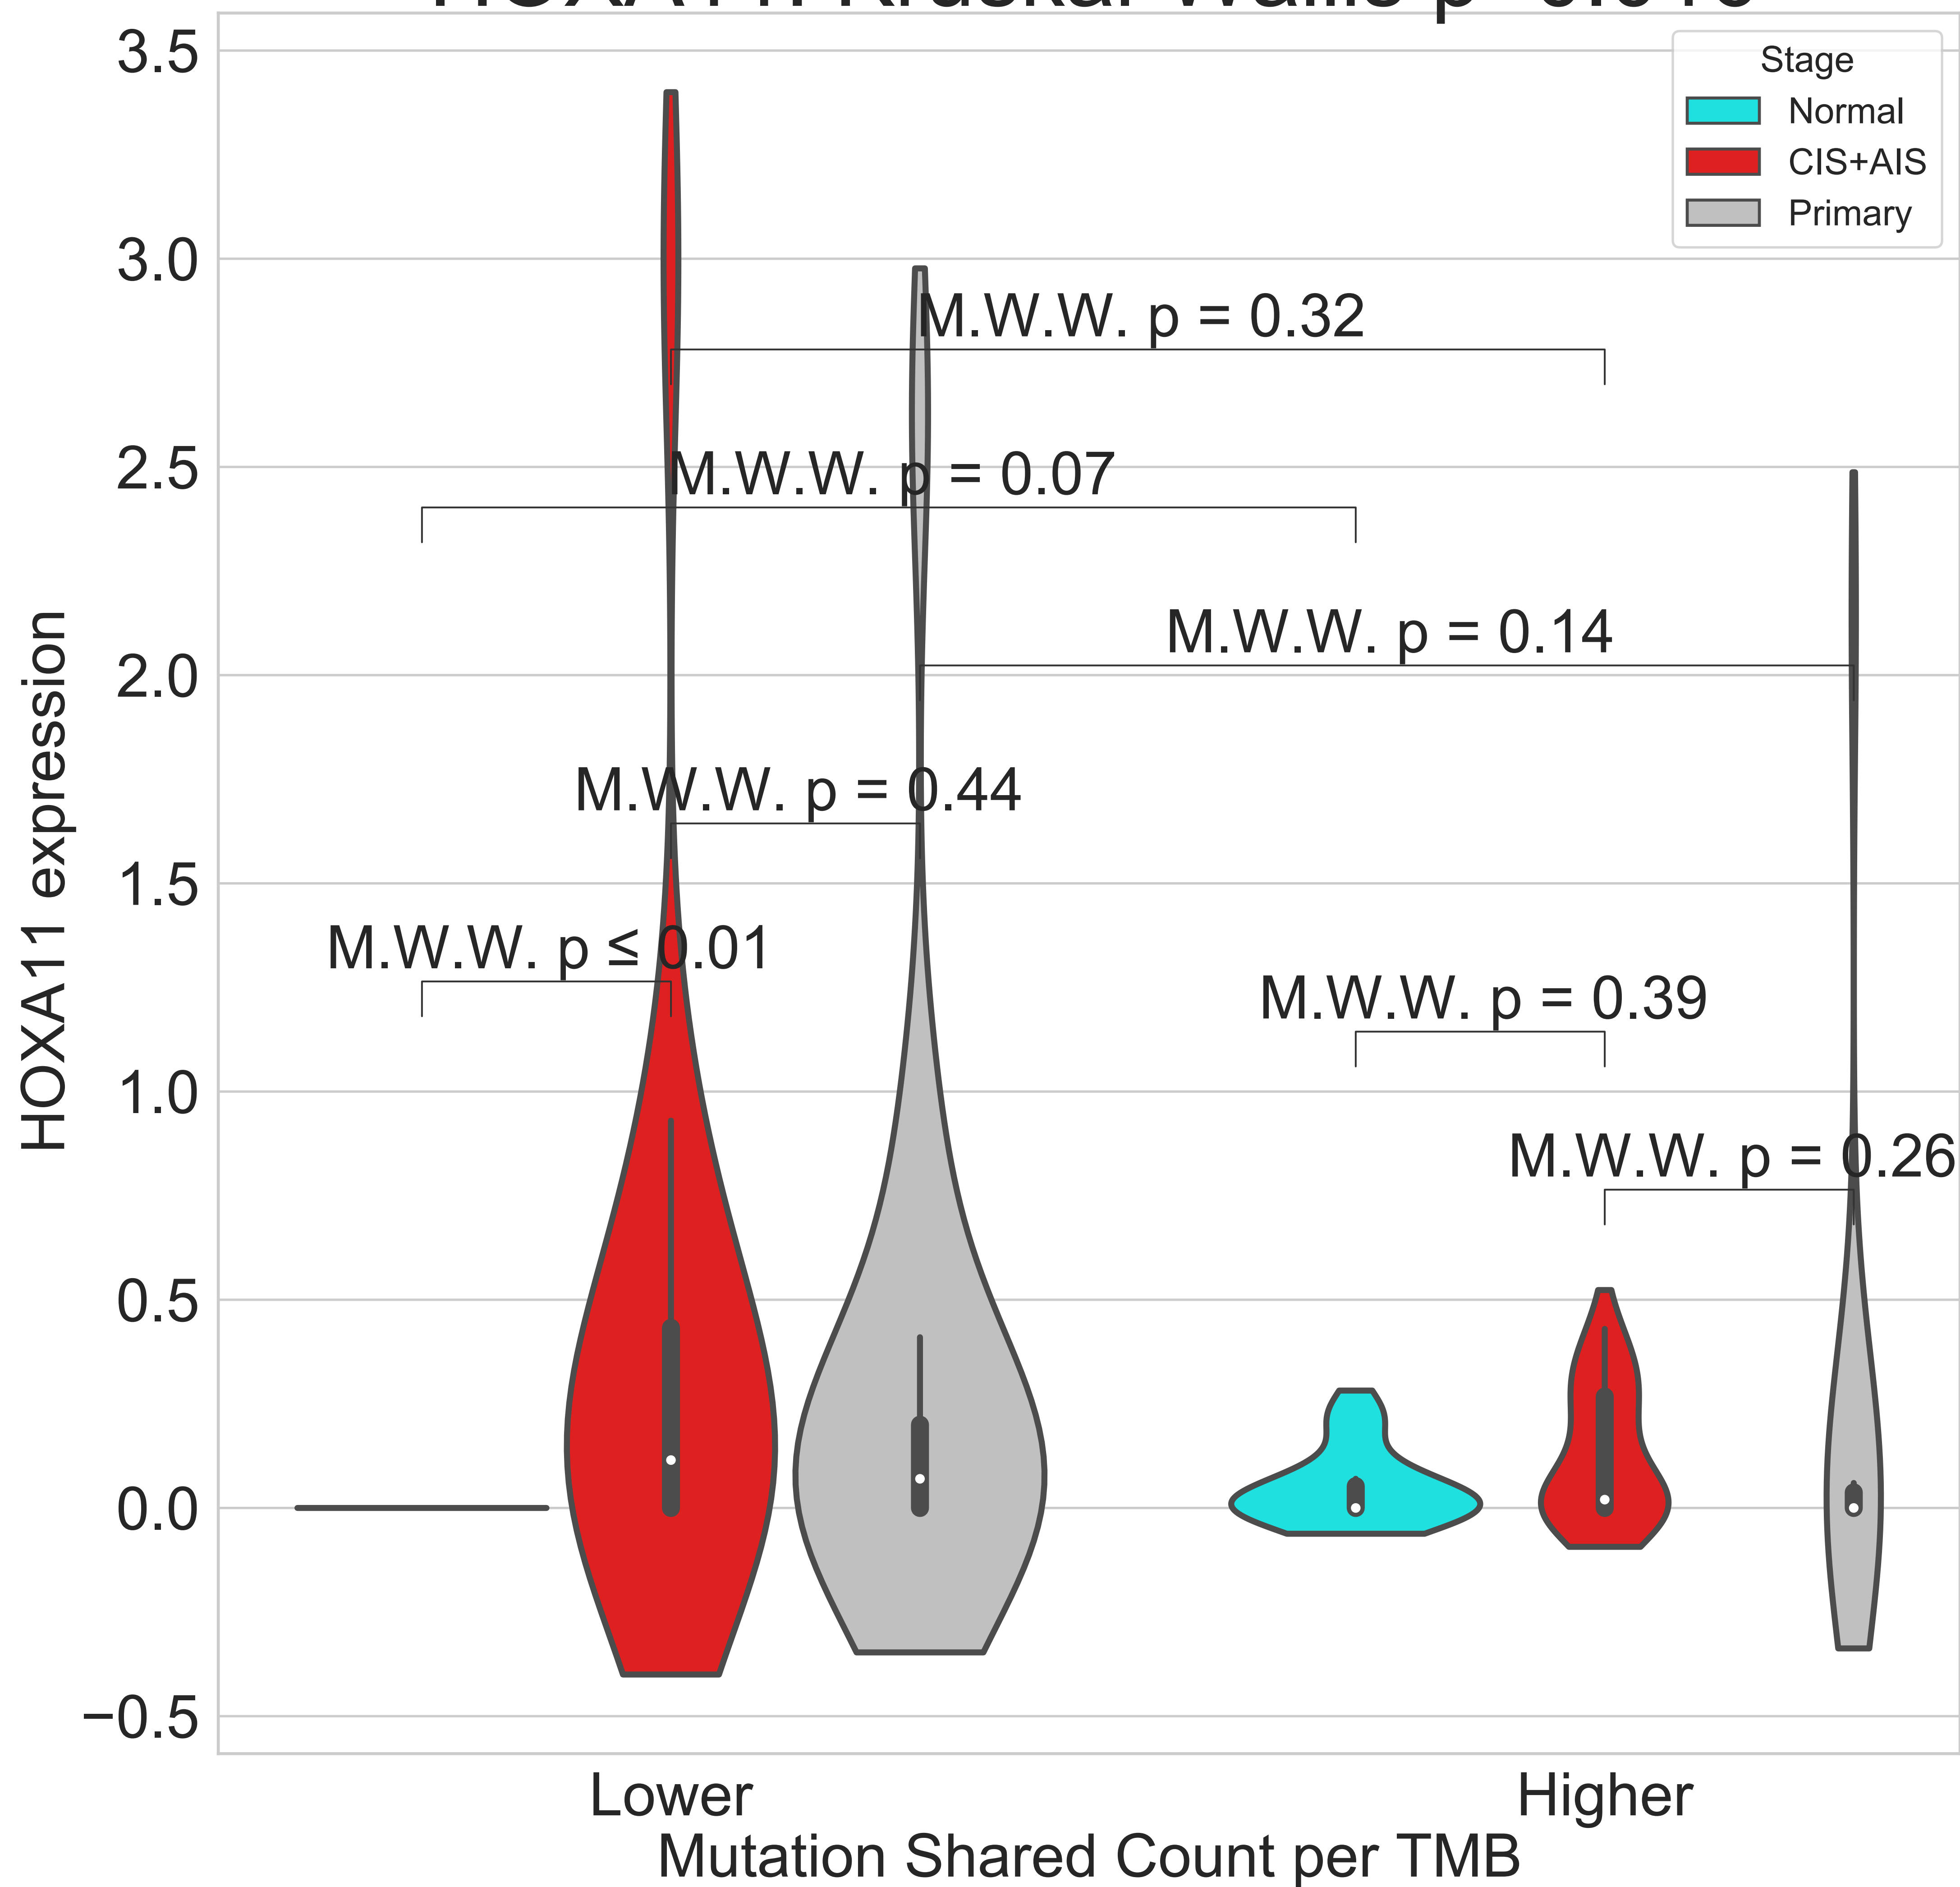 3.5
Stage
Normal
CIS+AIS
Primary
3.0
M.W.W. p = 0.32
2.5
M.W.W. p = 0.07
M.W.W. p = 0.14
2.0
M.W.W. p = 0.44
1.5
M.W.W. p ≤ 0.01
M.W.W. p = 0.39
1.0
M.W.W. p = 0.26
0.5
0.0
−0.5
HOXA11 expression
Lower
Higher
Mutation Shared Count per TMB